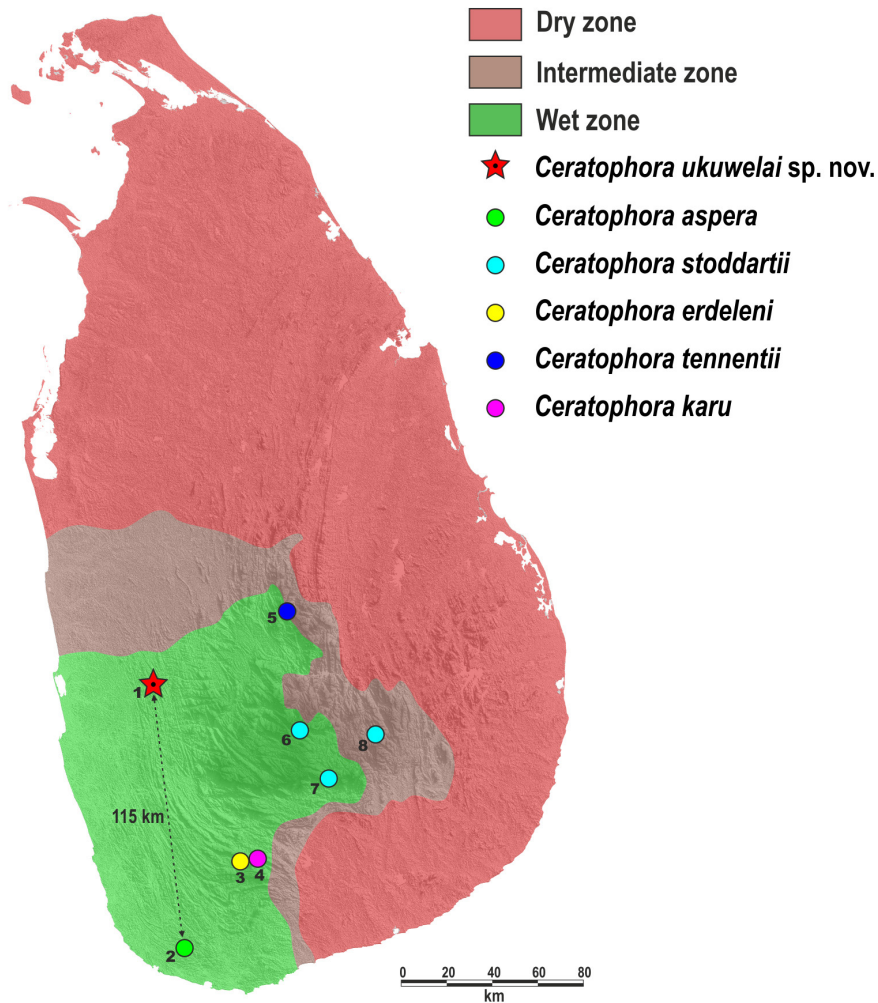 Dry zone
Intermediate zone
Wet zone
Ceratophora ukuwelai sp. nov.
Ceratophora aspera
Ceratophora stoddartii
Ceratophora erdeleni
Ceratophora tennentii
Ceratophora karu
5
1
6
8
7
115 km
3
4
2
0 20 40 60 80
km